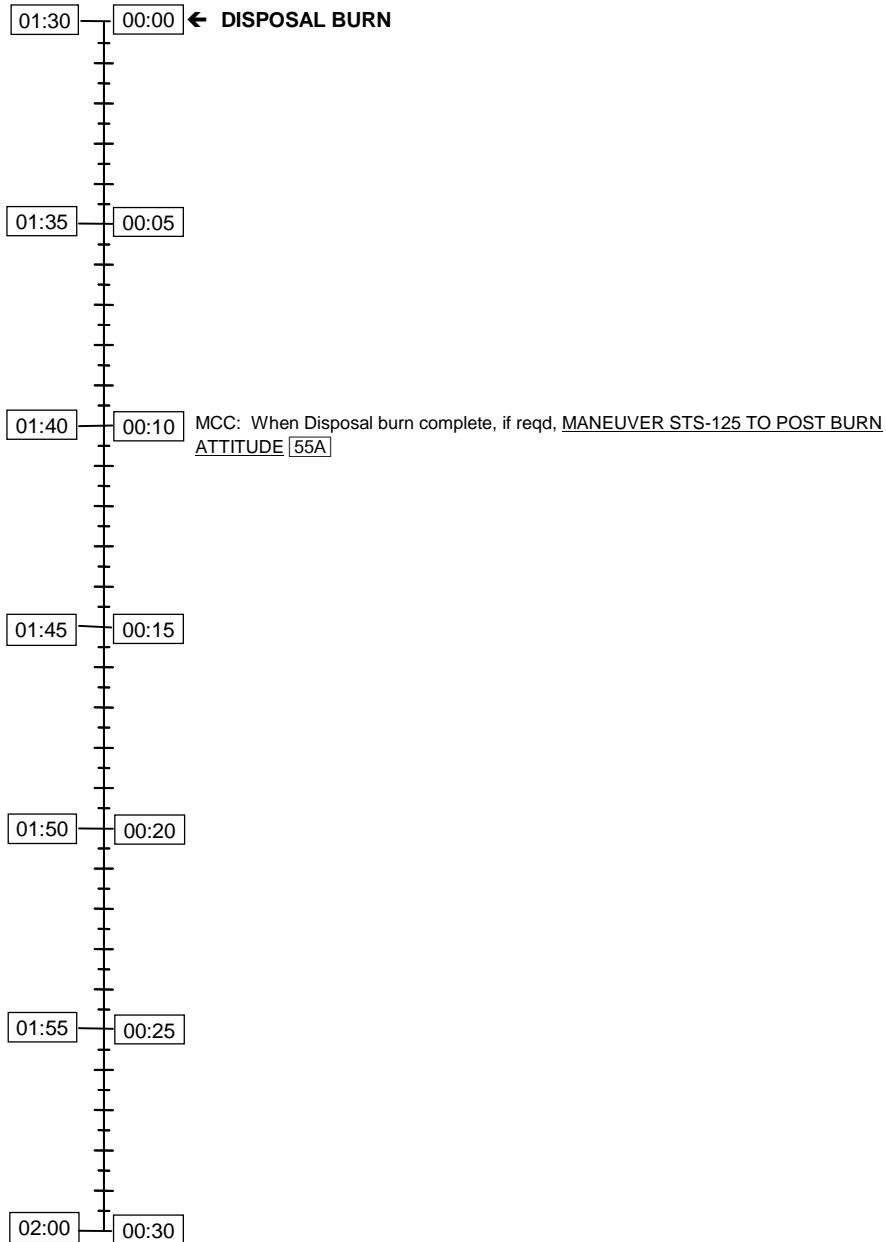 01:30 00:00 ← DISPOSAL BURN
01:35 00:05
01:40 00:10 MCC: When Disposal burn complete, if reqd, MANEUVER STS-125 TO POST BURN
ATTITUDE 55A
01:45 00:15
01:50 00:20
01:55 00:25
02:00 00:30